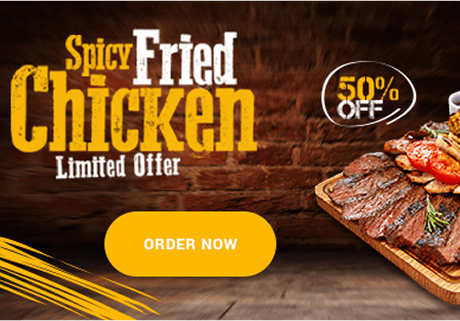 Spicy Fried
Chicken
Limited Offer
50%
OFF
ORDER NOW